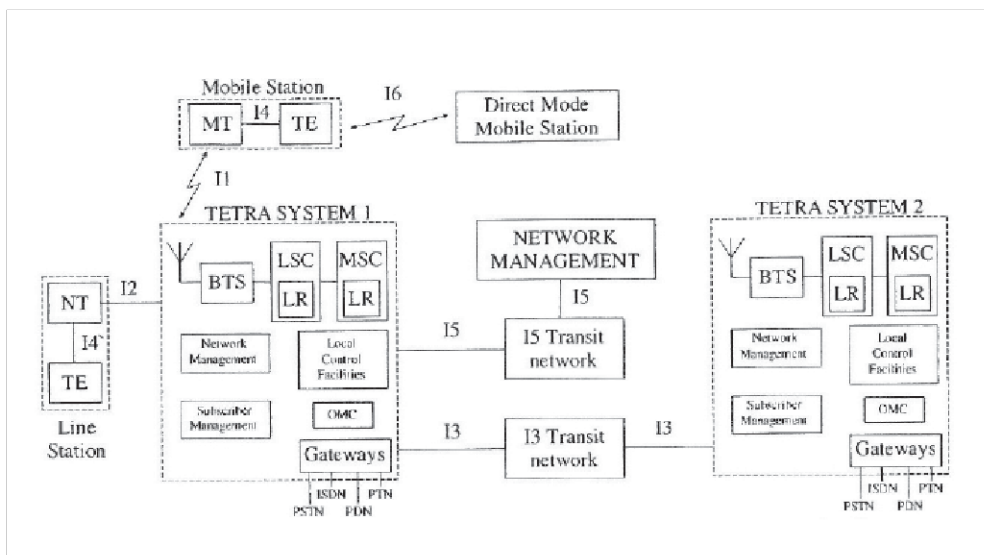 Mobile Station
MT
I4
TE
I6
Direct Mode
Mobile Station
I1
TETRA SYSTEM 1
BTS
LSC
LR
MSC
LR
Network
Management
Local
Control
Facilities
Subscriber
Management
OMC
Gateways
PSTN
ISDN
PDN
PTN
NT
I2
I4`
TE
Line
Station
NETWORK
MANAGEMENT
I5
I5
I5 Transit
network
I3
I3 Transit
network
I3
TETRA SYSTEM 2
BTS
LSC
LR
MSC
LR
Network
Management
Local
Control
Facilities
Subscriber
Management
OMC
Gateways
PSTN
ISDN
PDN
PTN